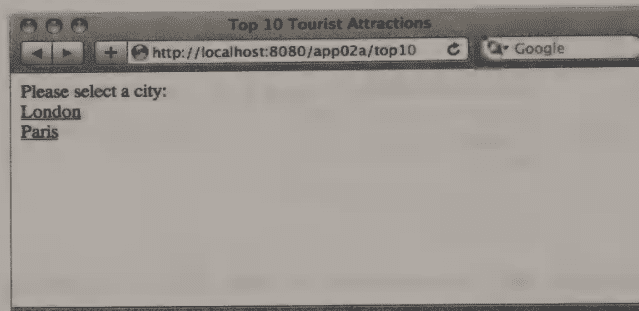 Top 10 Tourist Attractions
http://localhost:8080/app02a/top10
Google
Please select a city:
London
Paris